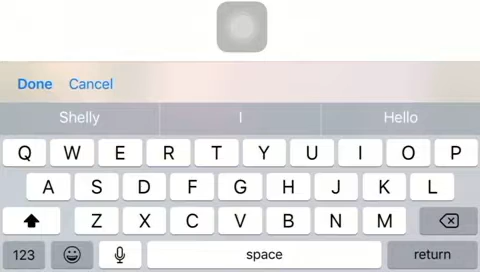 Done Cancel
Shelly I Hello
Q W E R T Y U I O P
A S D F G H J K L
Z X C V B N M
123 space return